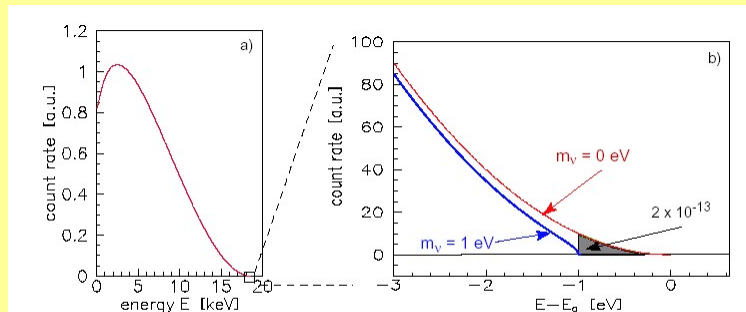 a)
count rate [a.u.]
1.2
1
0.8
0.6
0.4
0.2
0
0 5 10 15 20
energy E [keV]
b)
count rate [a.u.]
100
80
60
40
20
0
mν = 0 eV
2 x 10-13
mν = 1 eV
−3 −2 −1 0
E−E0 [eV]